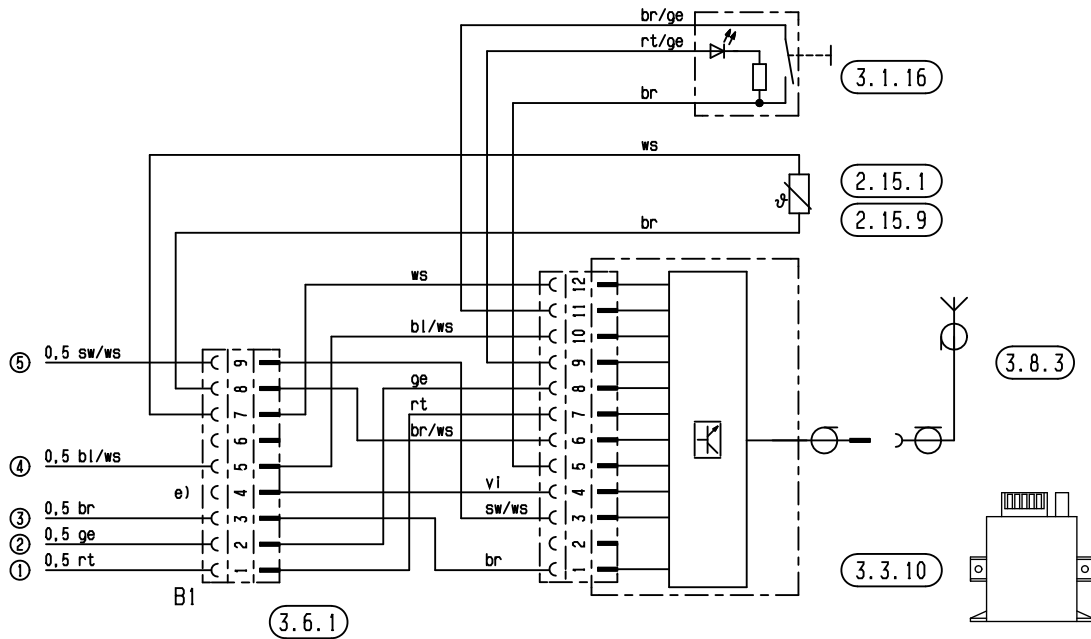 br/ge
rt/ge
3.1.16
br
ws
2.15.1
ϑ
2.15.9
br
ws
12
11
bl/ws
10
⑤ 0,5 sw/ws
9
9
3.8.3
8
ge
8
7
rt
7
6
br/ws
6
④ 0,5 bl/ws
5
5
e)
4
vi
4
③ 0,5 br
3
sw/ws
3
② 0,5 ge
2
2
① 0,5 rt
1
br
1
3.3.10
B1
3.6.1